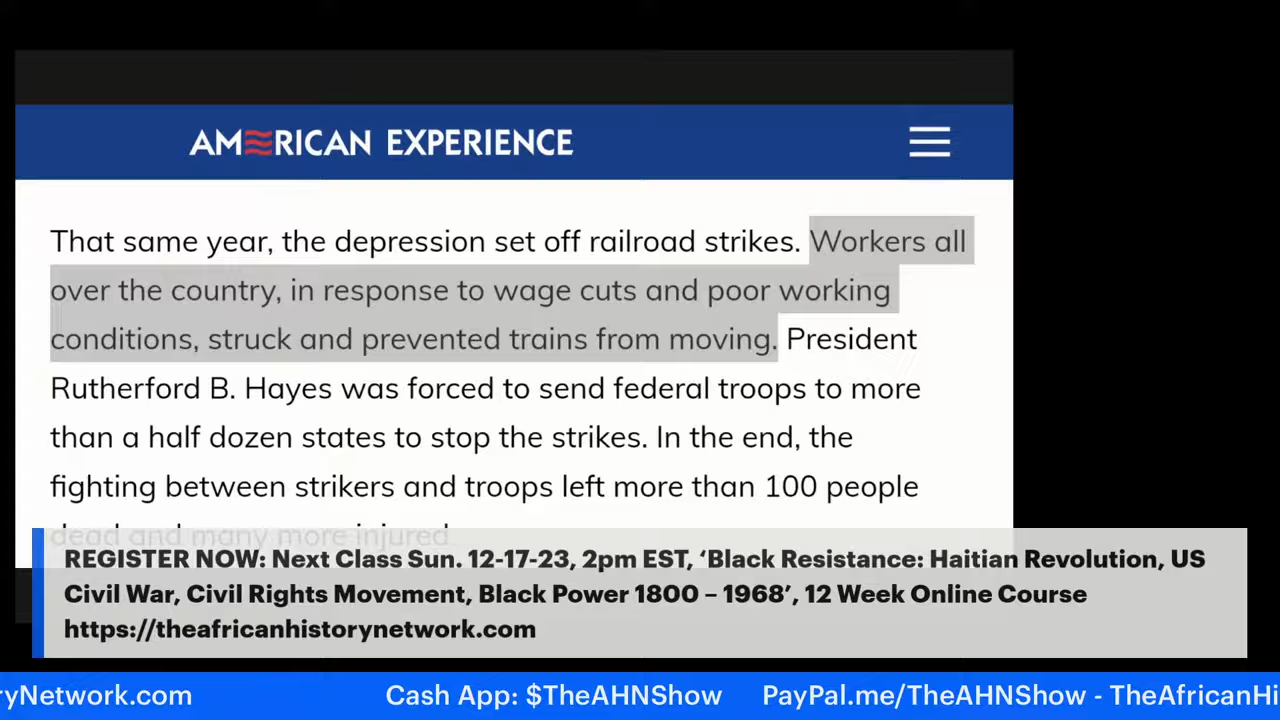 AMERICAN EXPERIENCE
That same year, the depression set off railroad strikes. Workers all
over the country, in response to wage cuts and poor working
conditions, struck and prevented trains from moving. President
Rutherford B. Hayes was forced to send federal troops to more
than a half dozen states to stop the strikes. In the end, the
fighting between strikers and troops left more than 100 people
dead and many more injured.
REGISTER NOW: Next Class Sun. 12-17-23, 2pm EST, ‘Black Resistance: Haitian Revolution, US
Civil War, Civil Rights Movement, Black Power 1800 – 1968’, 12 Week Online Course
https://theafricanhistorynetwork.com
ryNetwork.com Cash App: $TheAHNShow PayPal.me/TheAHNShow - TheAfricanHi